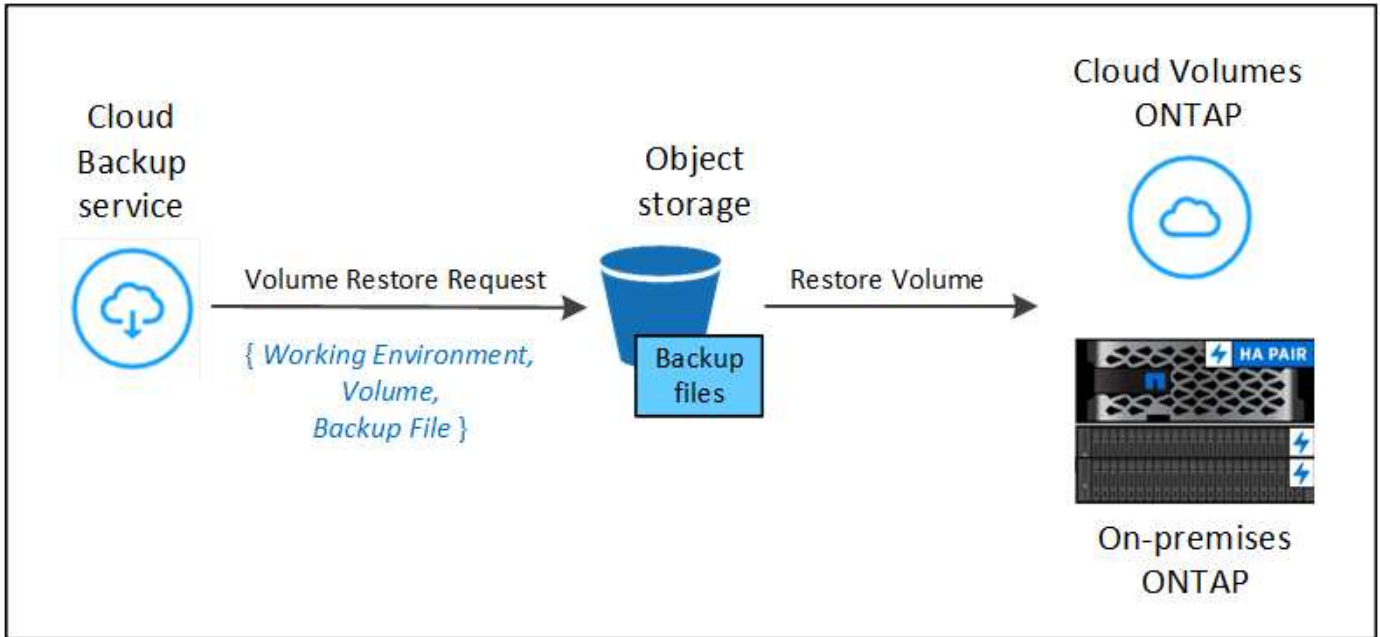 Cloud
Backup
service
Volume Restore Request
{ Working Environment,
Volume,
Backup File }
Object
storage
Backup
files
Restore Volume
Cloud Volumes
ONTAP
HA PAIR
On-premises
ONTAP